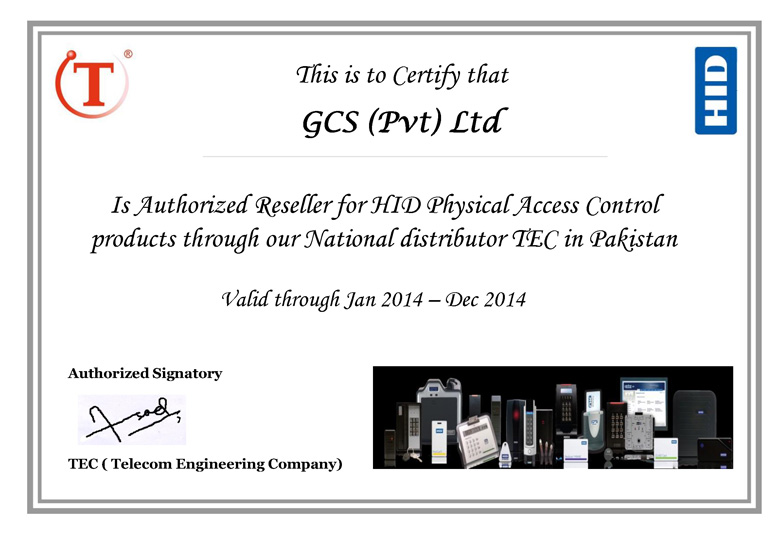 T®
HID
This is to Certify that
GCS (Pvt) Ltd
Is Authorized Reseller for HID Physical Access Control
products through our National distributor TEC in Pakistan
Valid through Jan 2014 – Dec 2014
Authorized Signatory
TEC ( Telecom Engineering Company)